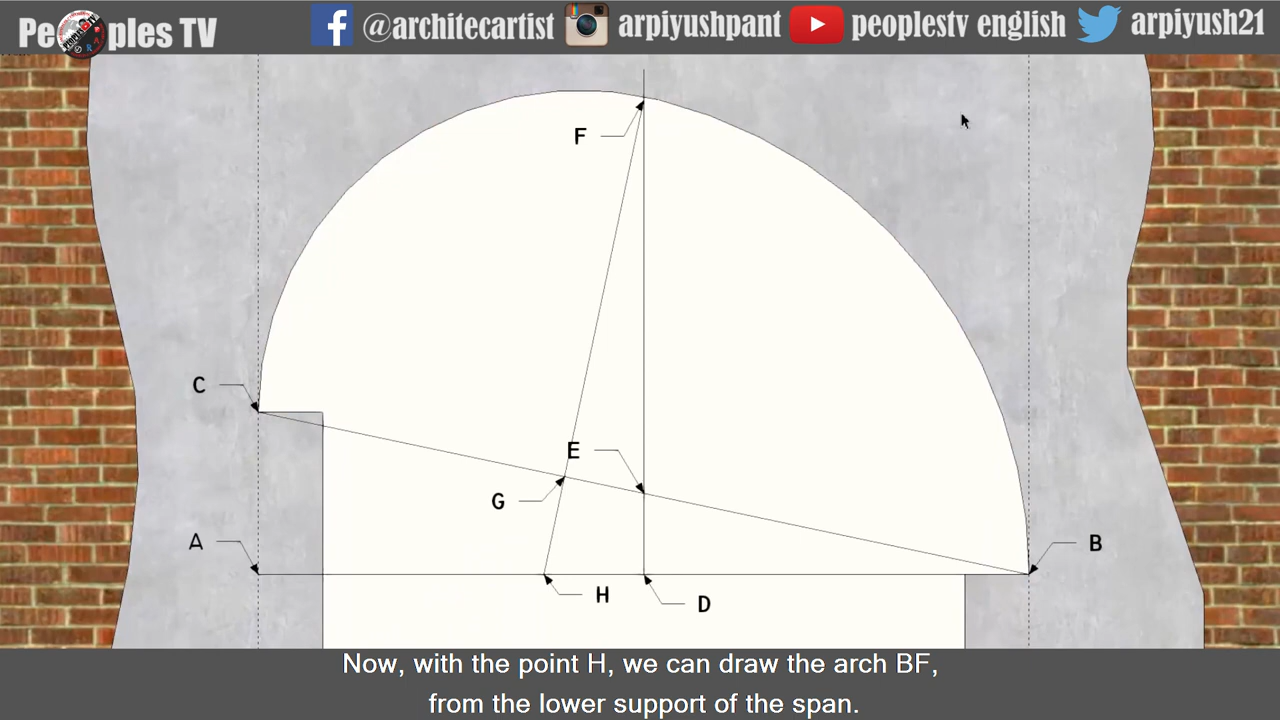 Peoples TV
@architecartist
arpiyushpant
peoplestv english
arpiyush21
F
C
E
G
A
B
H
D
Now, with the point H, we can draw the arch BF,
from the lower support of the span.